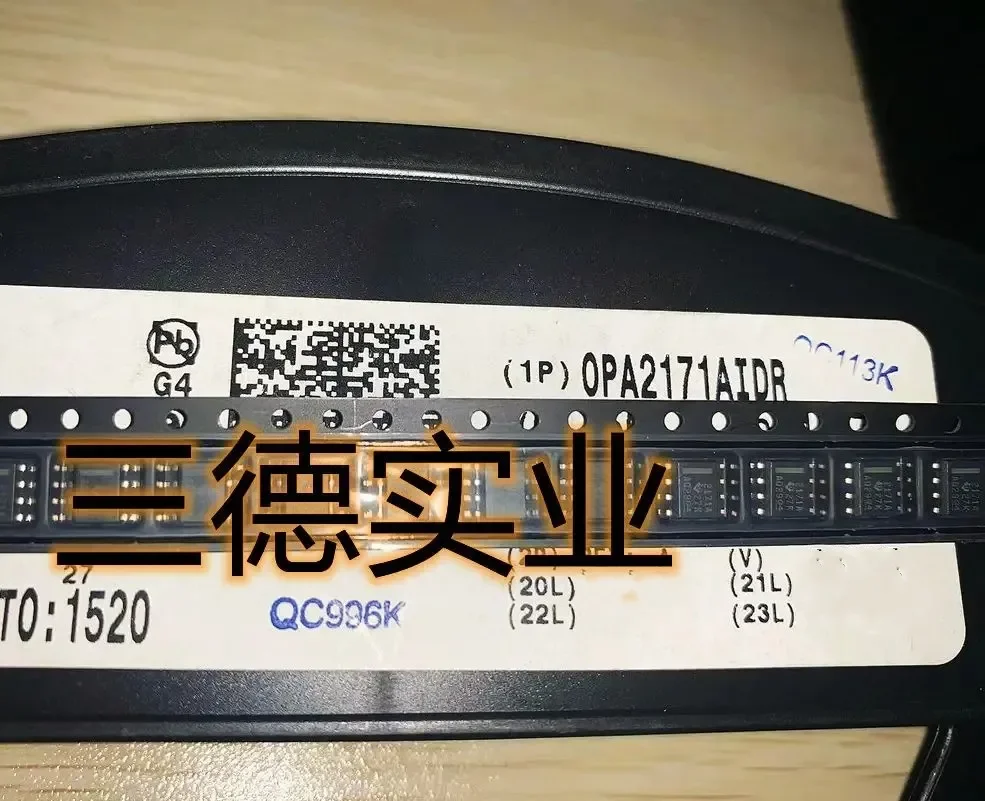 Pb
G4
(1P) OPA2171AIDR
QC113K
三德实业
27
TO:1520
QC996K
(V)
(20L)
(21L)
(22L)
(23L)